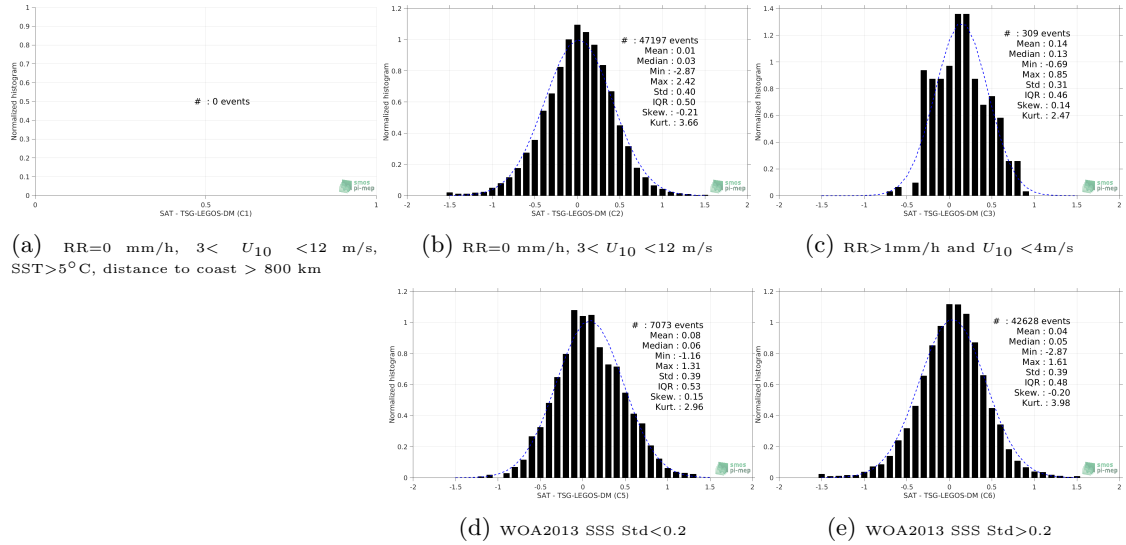 1
0.9
0.8
0.7
0.6
0.5
0.4
0.3
0.2
0.1
0
Normalized histogram
# : 0 events
smos
pi-mep
0 0.5 1
SAT - TSG-LEGOS-DM (C1)
(a) RR=0 mm/h, 3< U10 <12 m/s,
SST>5°C, distance to coast > 800 km
1.2
1
0.8
0.6
0.4
0.2
0
Normalized histogram
# : 47197 events
Mean : 0.01
Median : 0.03
Min : -2.87
Max : 2.42
Std : 0.40
IQR : 0.50
Skew. : -0.21
Kurt. : 3.66
smos
pi-mep
-2 -1.5 -1 -0.5 0 0.5 1 1.5 2
SAT - TSG-LEGOS-DM (C2)
(b) RR=0 mm/h, 3< U10 <12 m/s
1.4
1.2
1
0.8
0.6
0.4
0.2
0
Normalized histogram
# : 309 events
Mean : 0.14
Median : 0.13
Min : -0.69
Max : 0.85
Std : 0.31
IQR : 0.46
Skew. : 0.14
Kurt. : 2.47
smos
pi-mep
-2 -1.5 -1 -0.5 0 0.5 1 1.5 2
SAT - TSG-LEGOS-DM (C3)
(c) RR>1mm/h and U10 <4m/s
1.2
1
0.8
0.6
0.4
0.2
0
Normalized histogram
# : 7073 events
Mean : 0.08
Median : 0.06
Min : -1.16
Max : 1.31
Std : 0.39
IQR : 0.53
Skew. : 0.15
Kurt. : 2.96
smos
pi-mep
-2 -1.5 -1 -0.5 0 0.5 1 1.5 2
SAT - TSG-LEGOS-DM (C5)
(d) WOA2013 SSS Std<0.2
1.2
1
0.8
0.6
0.4
0.2
0
Normalized histogram
# : 42628 events
Mean : 0.04
Median : 0.05
Min : -2.87
Max : 1.61
Std : 0.39
IQR : 0.48
Skew. : -0.20
Kurt. : 3.98
smos
pi-mep
-2 -1.5 -1 -0.5 0 0.5 1 1.5 2
SAT - TSG-LEGOS-DM (C6)
(e) WOA2013 SSS Std>0.2